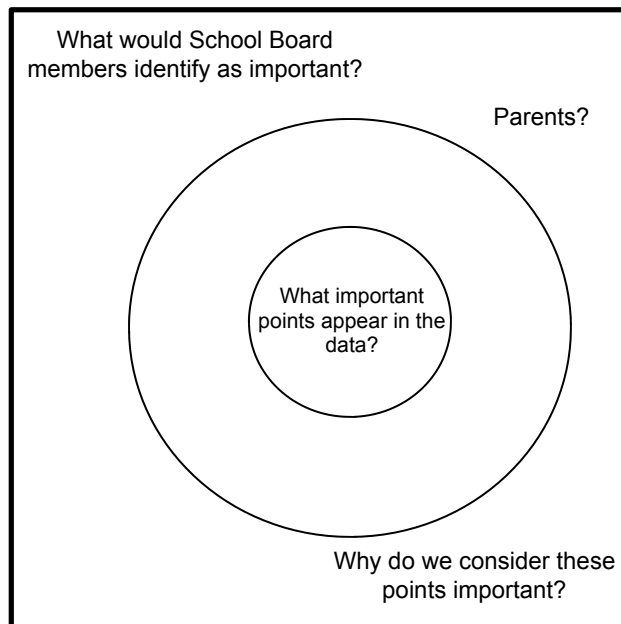 What would School Board
members identify as important?
Parents?
What important
points appear in the
data?
Why do we consider these
points important?